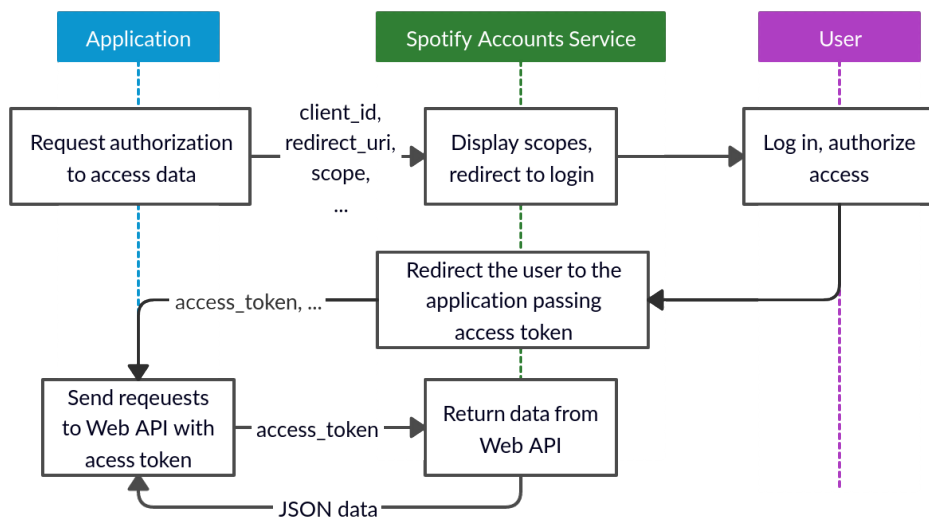 Application
Spotify Accounts Service
User
Request authorization
to access data
client_id,
redirect_uri,
scope,
...
Display scopes,
redirect to login
Log in, authorize
access
Redirect the user to the
application passing
access token
access_token, ...
Send reqeuests
to Web API with
acess token
access_token
Return data from
Web API
JSON data